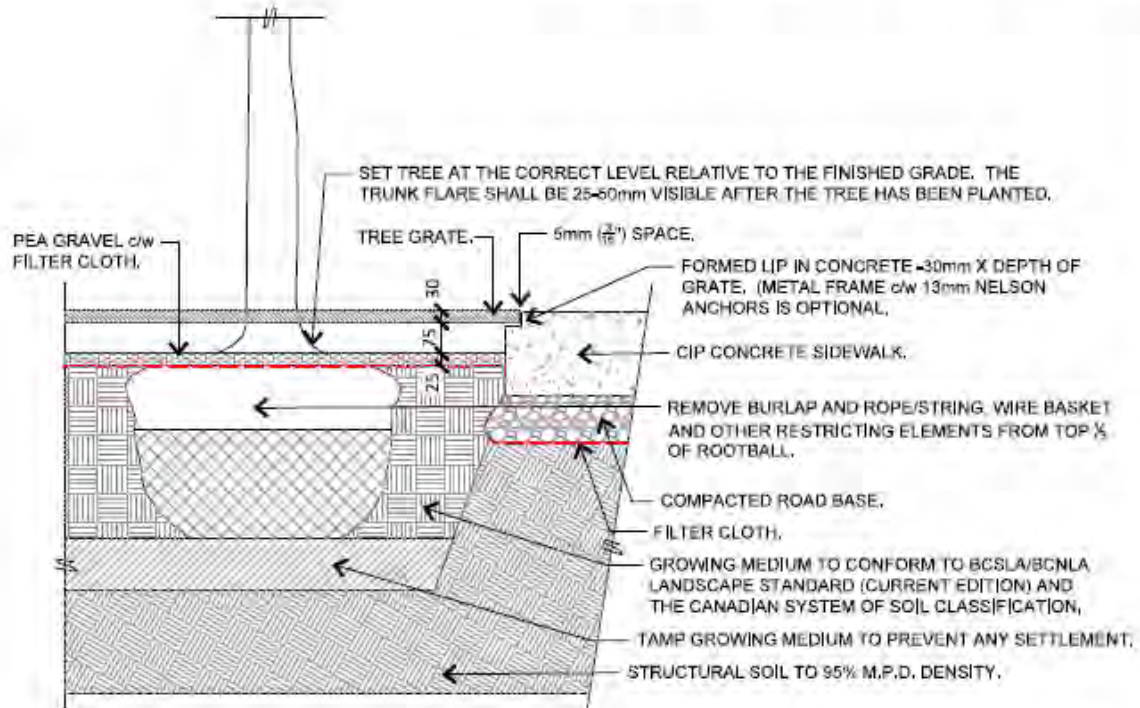 SET TREE AT THE CORRECT LEVEL RELATIVE TO THE FINISHED GRADE. THE
TRUNK FLARE SHALL BE 25-50mm VISIBLE AFTER THE TREE HAS BEEN PLANTED.
PEA GRAVEL c/w
FILTER CLOTH.
TREE GRATE.
5mm (3/16") SPACE.
FORMED LIP IN CONCRETE -30mm X DEPTH OF
GRATE. (METAL FRAME c/w 13mm NELSON
ANCHORS IS OPTIONAL.
30
75
25
CIP CONCRETE SIDEWALK.
REMOVE BURLAP AND ROPE/STRING, WIRE BASKET
AND OTHER RESTRICTING ELEMENTS FROM TOP
OF ROOTBALL.
COMPACTED ROAD BASE.
FILTER CLOTH.
GROWING MEDIUM TO CONFORM TO BCSLA/BCNLA
LANDSCAPE STANDARD (CURRENT EDITION) AND
THE CANADIAN SYSTEM OF SOIL CLASSIFICATION.
TAMP GROWING MEDIUM TO PREVENT ANY SETTLEMENT.
STRUCTURAL SOIL TO 95% M.P.D. DENSITY.